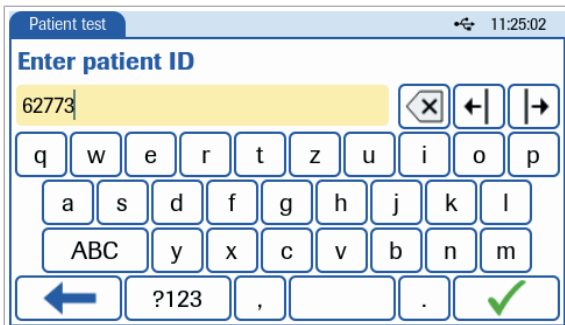 Patient test 11:25:02
Enter patient ID
62773
q w e r t z u i o p
a s d f g h j k l
ABC y x c v b n m
?123 , .